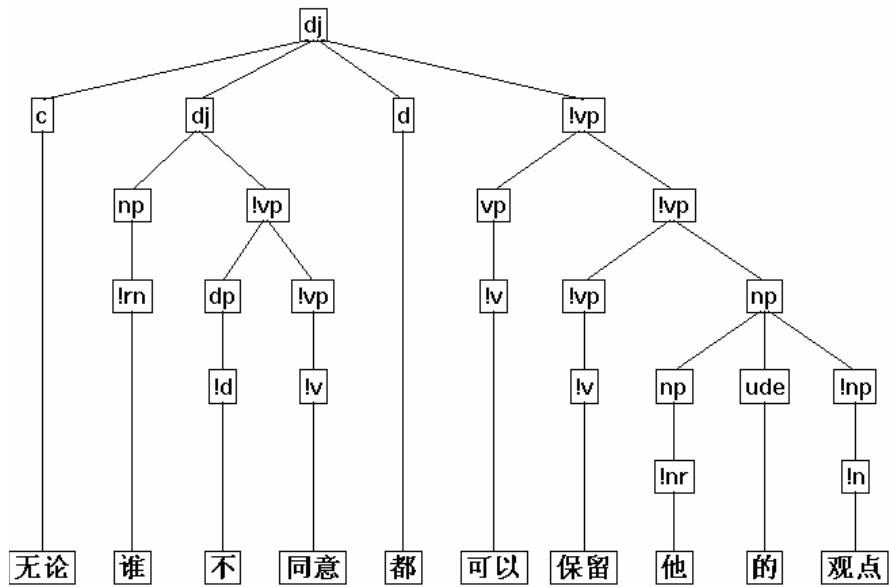 dj
c dj d !vp
np !vp vp !vp
!rn dp !vp !v !vp np
!d !v !v np ude !np
!nr !n
无论 谁 不 同意 都 可以 保留 他 的 观点